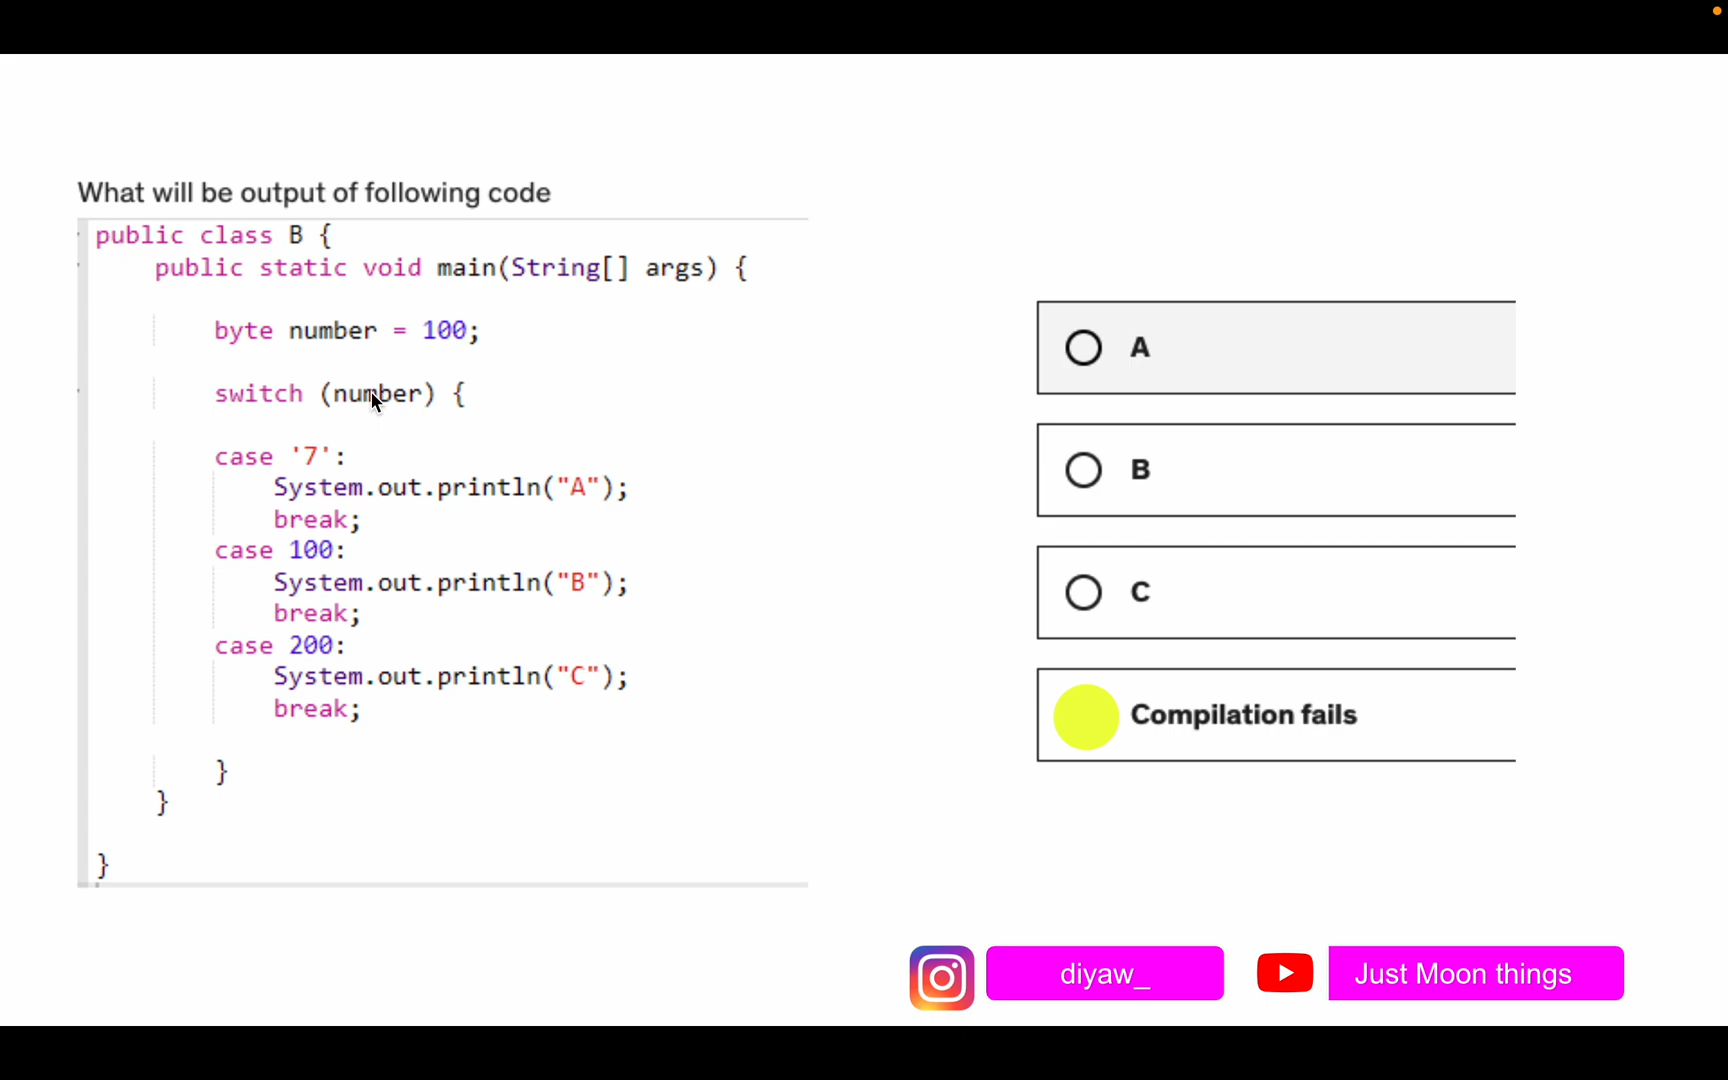 What will be output of following code
public class B {
public static void main(String[] args) {
byte number = 100;
switch (number) {
case '7':
System.out.println("A");
break;
case 100:
System.out.println("B");
break;
case 200:
System.out.println("C");
break;
}
}
}
A
B
C
Compilation fails
diyaw_
Just Moon things